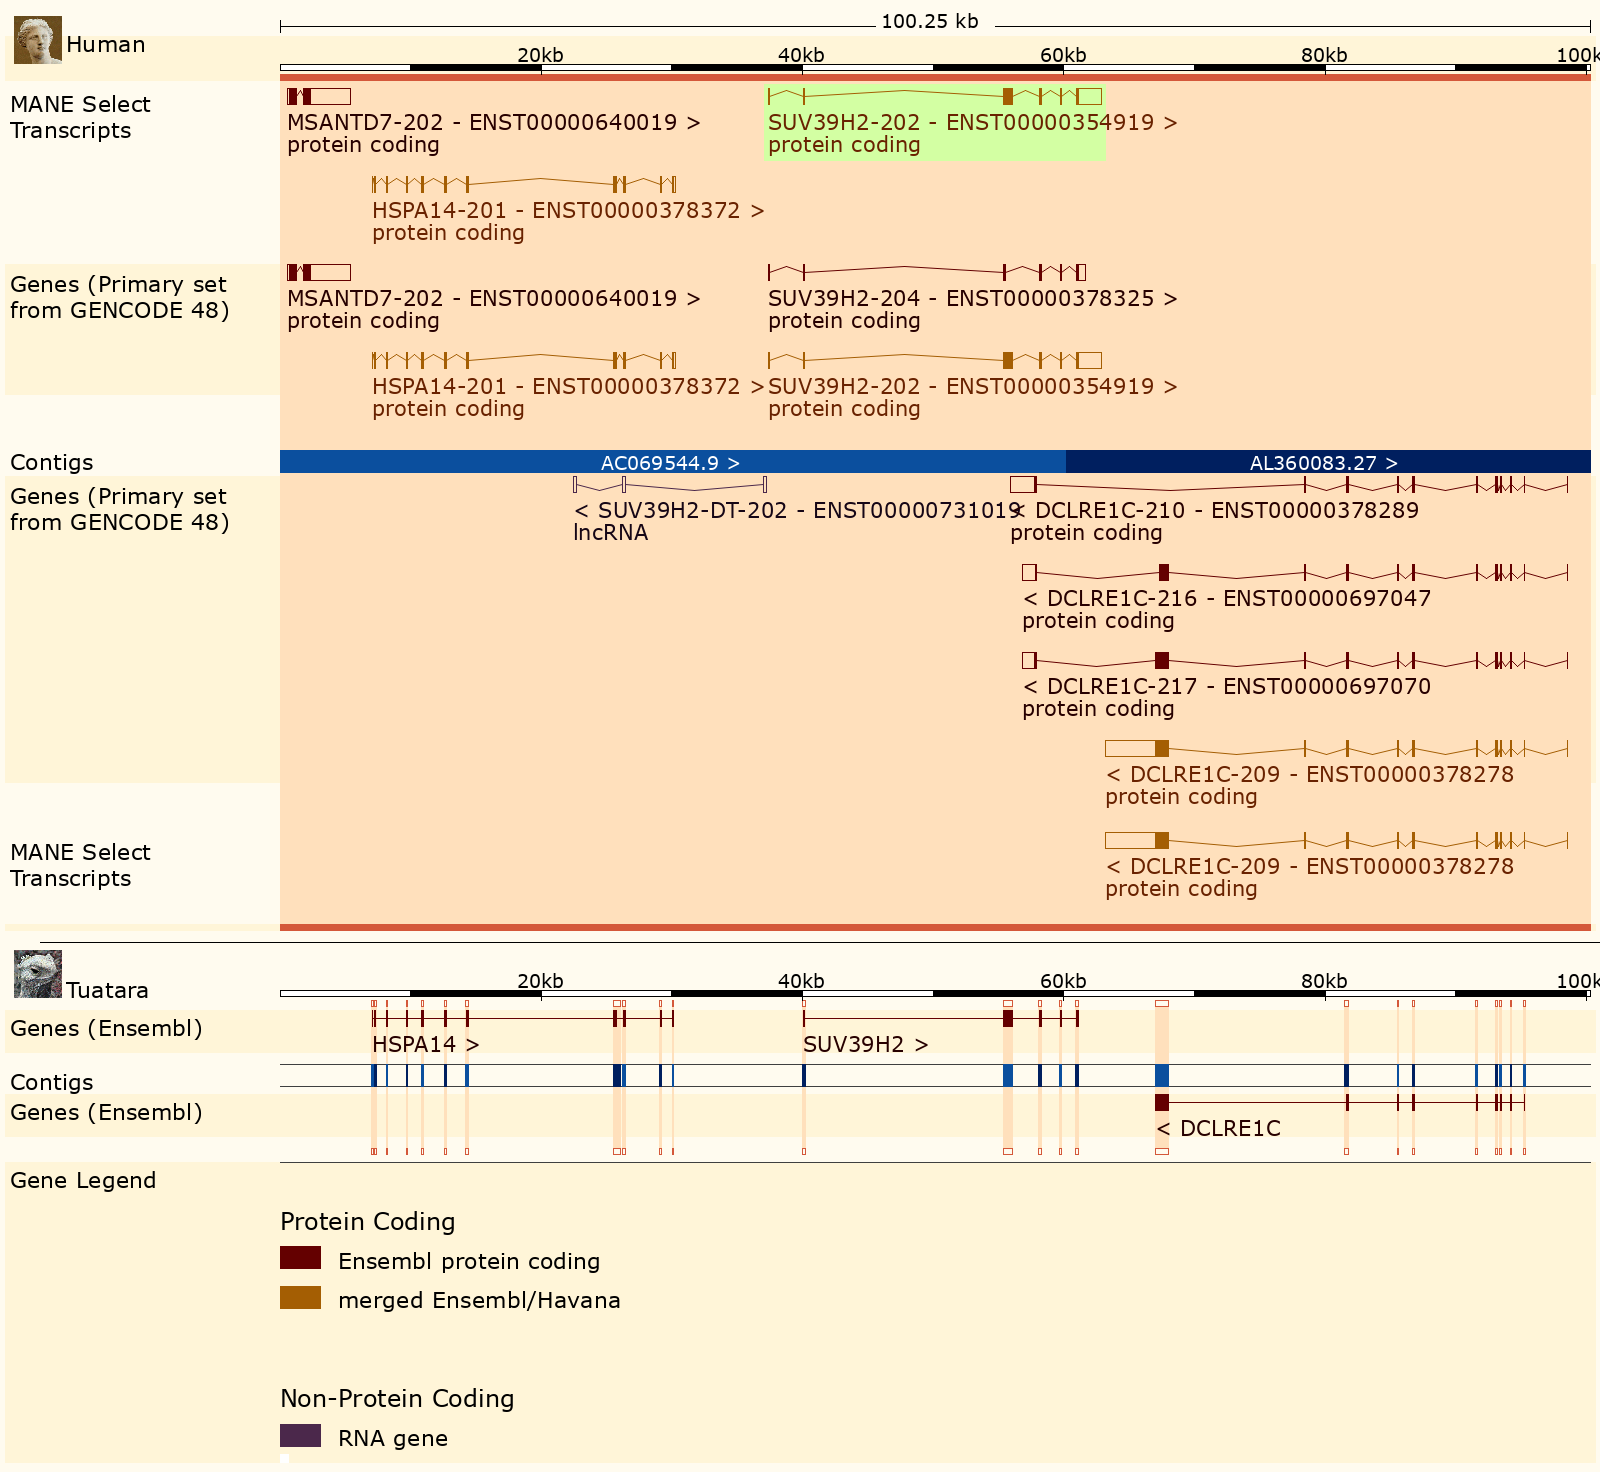 100.25 kb
Human
20kb 40kb 60kb 80kb 100k
MANE Select
Transcripts
MSANTD7-202 - ENST00000640019 >
protein coding
SUV39H2-202 - ENST00000354919 >
protein coding
HSPA14-201 - ENST00000378372 >
protein coding
Genes (Primary set
from GENCODE 48)
MSANTD7-202 - ENST00000640019 >
protein coding
SUV39H2-204 - ENST00000378325 >
protein coding
HSPA14-201 - ENST00000378372 >
protein coding
SUV39H2-202 - ENST00000354919 >
protein coding
Contigs
AC069544.9 >
AL360083.27 >
Genes (Primary set
from GENCODE 48)
< SUV39H2-DT-202 - ENST00000731019
lncRNA
< DCLRE1C-210 - ENST00000378289
protein coding
< DCLRE1C-216 - ENST00000697047
protein coding
< DCLRE1C-217 - ENST00000697070
protein coding
< DCLRE1C-209 - ENST00000378278
protein coding
MANE Select
Transcripts
< DCLRE1C-209 - ENST00000378278
protein coding
Tuatara
20kb 40kb 60kb 80kb 100k
Genes (Ensembl)
HSPA14 >
SUV39H2 >
Contigs
Genes (Ensembl)
< DCLRE1C
Gene Legend
Protein Coding
Ensembl protein coding
merged Ensembl/Havana
Non-Protein Coding
RNA gene